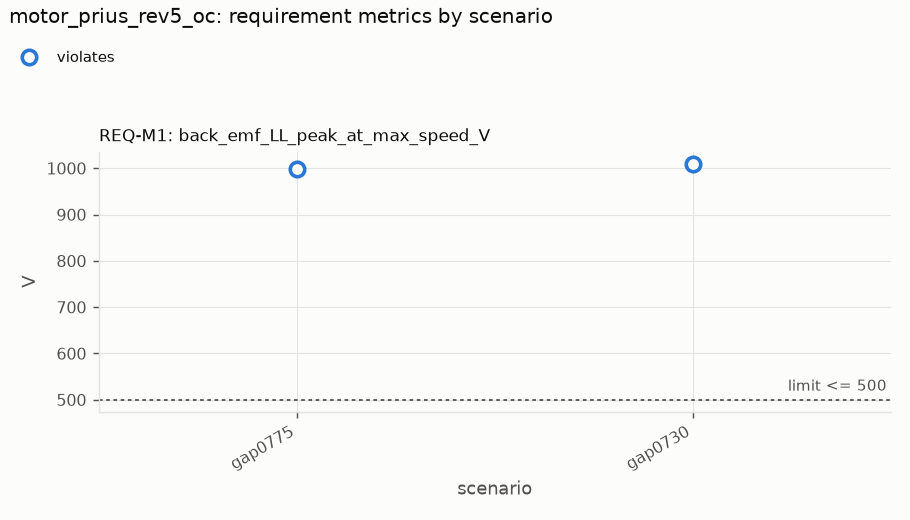 motor_prius_rev5_oc: requirement metrics by scenario
violates
REQ-M1: back_emf_LL_peak_at_max_speed_V
1000
900
800
700
600
500
V
limit <= 500
gap0775
gap0730
scenario